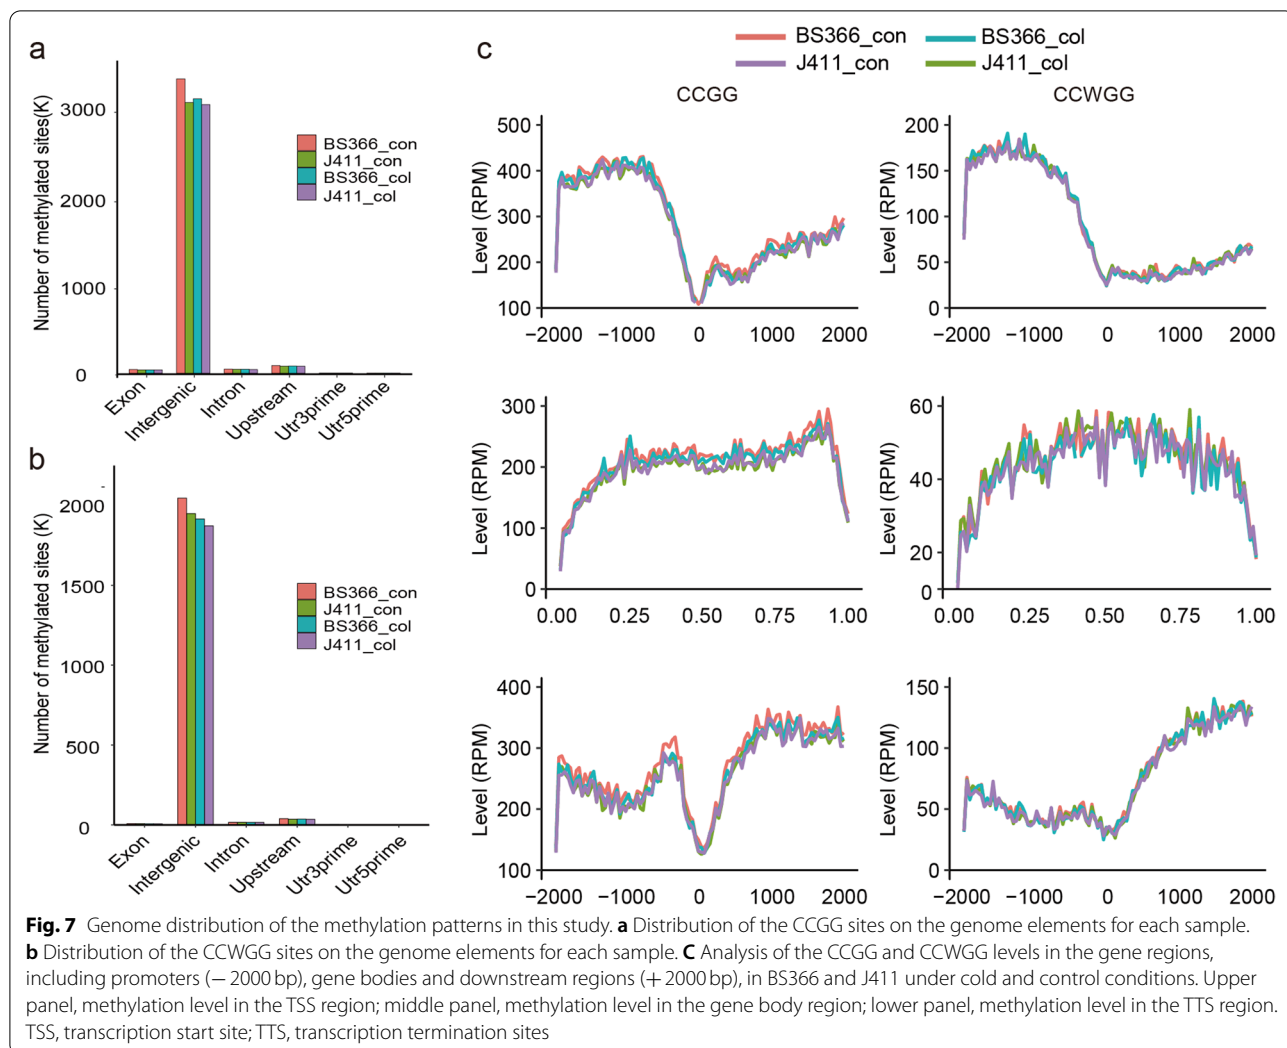 a
Number of methylated sites(K)
3000
2000
1000
0
BS366_con
J411_con
BS366_col
J411_col
Exon
Intergenic
Intron
Upstream
Utr3prime
Utr5prime
b
Number of methylated sites (K)
2000
1500
1000
500
0
BS366_con
J411_con
BS366_col
J411_col
Exon
Intergenic
Intron
Upstream
Utr3prime
Utr5prime
c
BS366_con
BS366_col
J411_con
J411_col
CCGG
CCWGG
Level (RPM)
500
400
300
200
100
−2000 −1000 0 1000 2000
Level (RPM)
200
150
100
50
0
−2000 −1000 0 1000 2000
Level (RPM)
300
200
100
0
0.00 0.25 0.50 0.75 1.00
Level (RPM)
60
40
20
0
0.00 0.25 0.50 0.75 1.00
Level (RPM)
400
300
200
100
−2000 −1000 0 1000 2000
Level (RPM)
150
100
50
0
−2000 −1000 0 1000 2000
Fig. 7 Genome distribution of the methylation patterns in this study. a Distribution of the CCGG sites on the genome elements for each sample.
b Distribution of the CCWGG sites on the genome elements for each sample. C Analysis of the CCGG and CCWGG levels in the gene regions,
including promoters (− 2000 bp), gene bodies and downstream regions (+ 2000 bp), in BS366 and J411 under cold and control conditions. Upper
panel, methylation level in the TSS region; middle panel, methylation level in the gene body region; lower panel, methylation level in the TTS region.
TSS, transcription start site; TTS, transcription termination sites